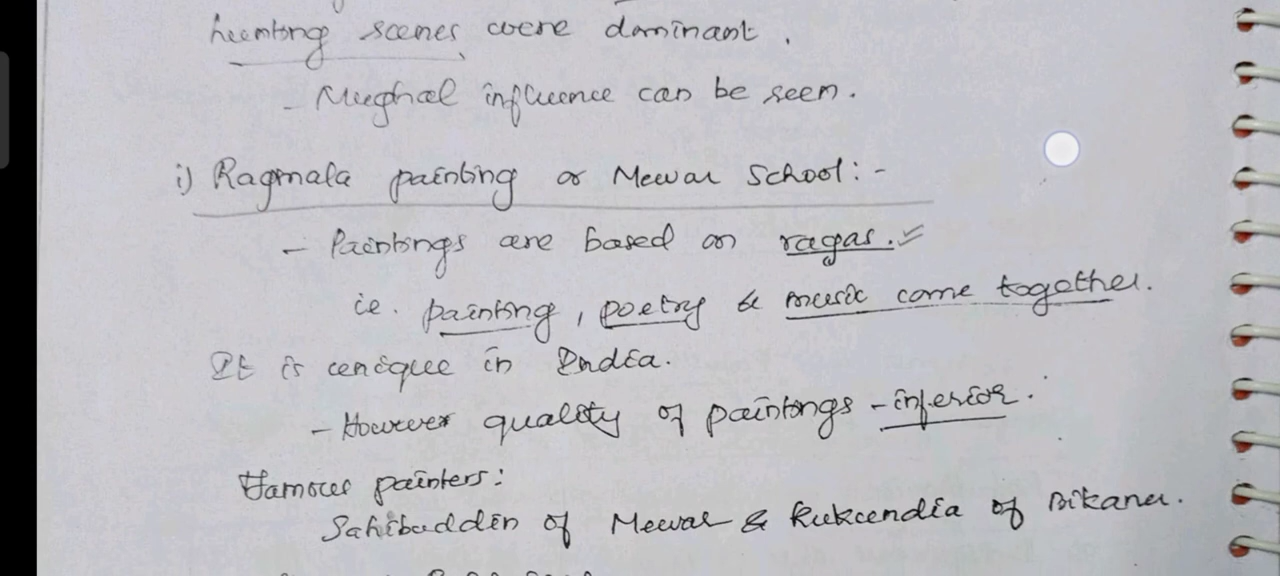 hunting scenes were dominant.
- Mughal influence can be seen.
i) Ragmala painting or Mewar School:-
- Paintings are based on ragas.
ie. painting, poetry & music come together.
It is unique in India.
- However quality of paintings - inferior.
Famous painters:
Sahibaddin of Mewar & Rukundia of Bikaner.